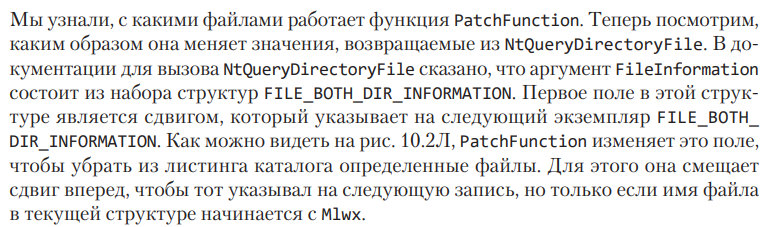 Мы узнали, с какими файлами работает функция PatchFunction. Теперь посмотрим,
каким образом она меняет значения, возвращаемые из NtQueryDirectoryFile. В до-
кументации для вызова NtQueryDirectoryFile сказано, что аргумент FileInformation
состоит из набора структур FILE_BOTH_DIR_INFORMATION. Первое поле в этой струк-
туре является сдвигом, который указывает на следующий экземпляр FILE_BOTH_
DIR_INFORMATION. Как можно видеть на рис. 10.2Л, PatchFunction изменяет это поле,
чтобы убрать из листинга каталога определенные файлы. Для этого она смещает
сдвиг вперед, чтобы тот указывал на следующую запись, но только если имя файла
в текущей структуре начинается с Mlwx.